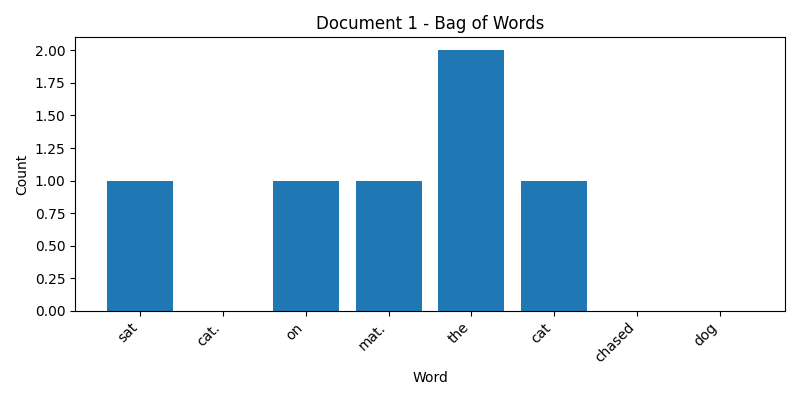 Document 1 - Bag of Words
Count
2.00
1.75
1.50
1.25
1.00
0.75
0.50
0.25
0.00
sat
cat.
on
mat.
the
cat
chased
dog
Word